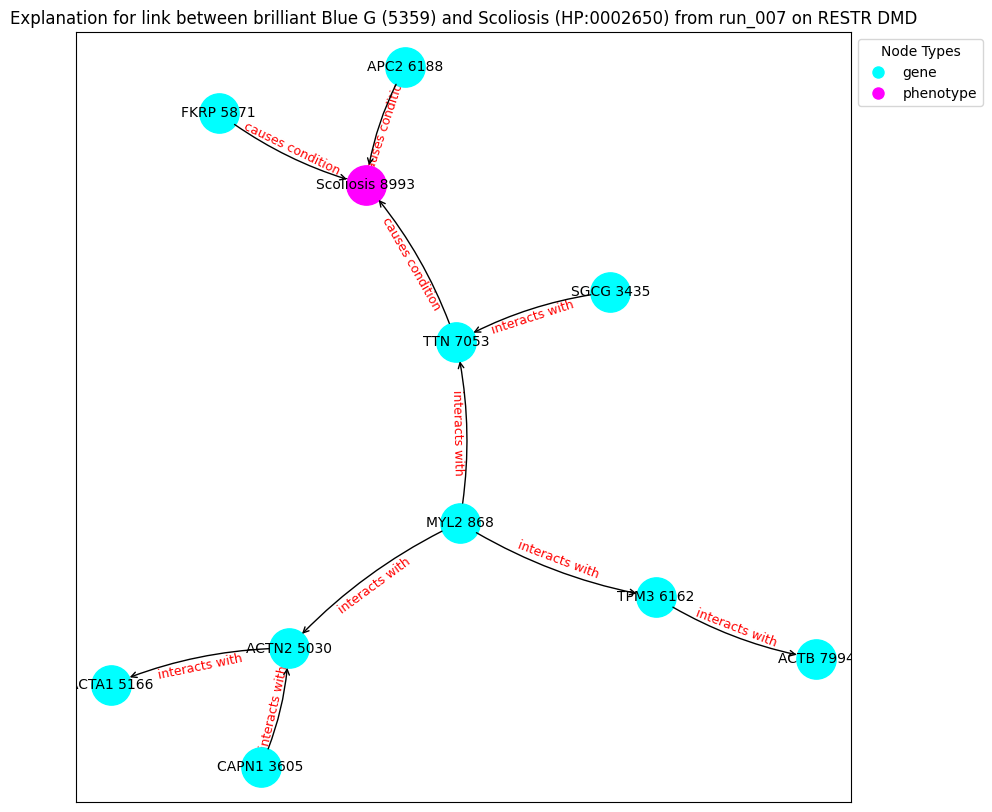 Explanation for link between brilliant Blue G (5359) and Scoliosis (HP:0002650) from run_007 on RESTR DMD
Node Types
gene
phenotype
APC2 6188
FKRP 5871
causes condition
Scoliosis 8993
causes condition
SGCG 3435
interacts with
TTN 7053
interacts with
MYL2 868
interacts with
interacts with
TPM3 6162
interacts with
ACTB 7994
ACTN2 5030
interacts with
CTA1 5166
interacts with
CAPN1 3605